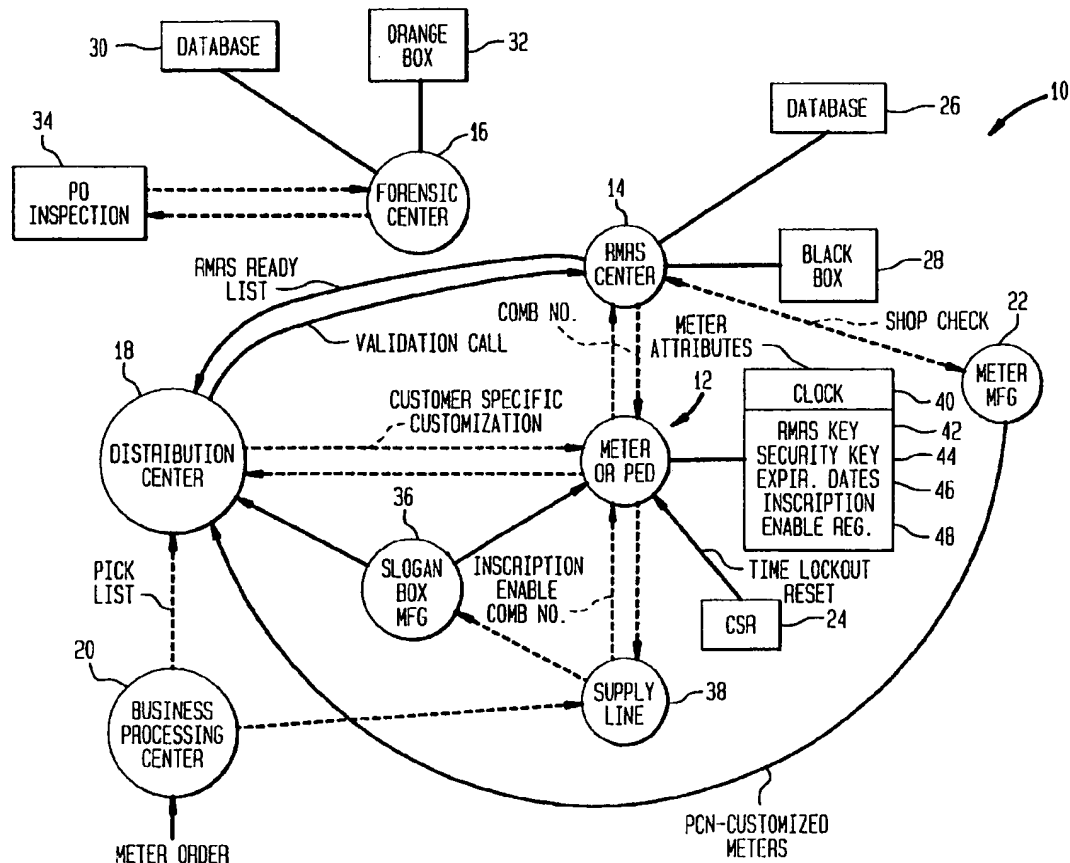 30
DATABASE
ORANGE
BOX
32
DATABASE
26
10
34
16
PO
INSPECTION
FORENSIC
CENTER
14
RMRS
CENTER
BLACK
BOX
28
RMRS READY
LIST
COMB NO.
METER
ATTRIBUTES
SHOP CHECK
22
VALIDATION CALL
18
METER
MFG
CUSTOMER SPECIFIC
CUSTOMIZATION
12
CLOCK
40
DISTRIBUTION
CENTER
METER
OR PED
RMRS KEY
42
SECURITY KEY
44
EXPIR. DATES
46
INSCRIPTION
ENABLE REG.
48
36
SLOGAN
BOX
MFG
INSCRIPTION
ENABLE
COMB NO.
TIME LOCKOUT
RESET
PICK
LIST
CSR
24
20
BUSINESS
PROCESSING
CENTER
SUPPLY
LINE
38
PCN-CUSTOMIZED
METERS
METER ORDER